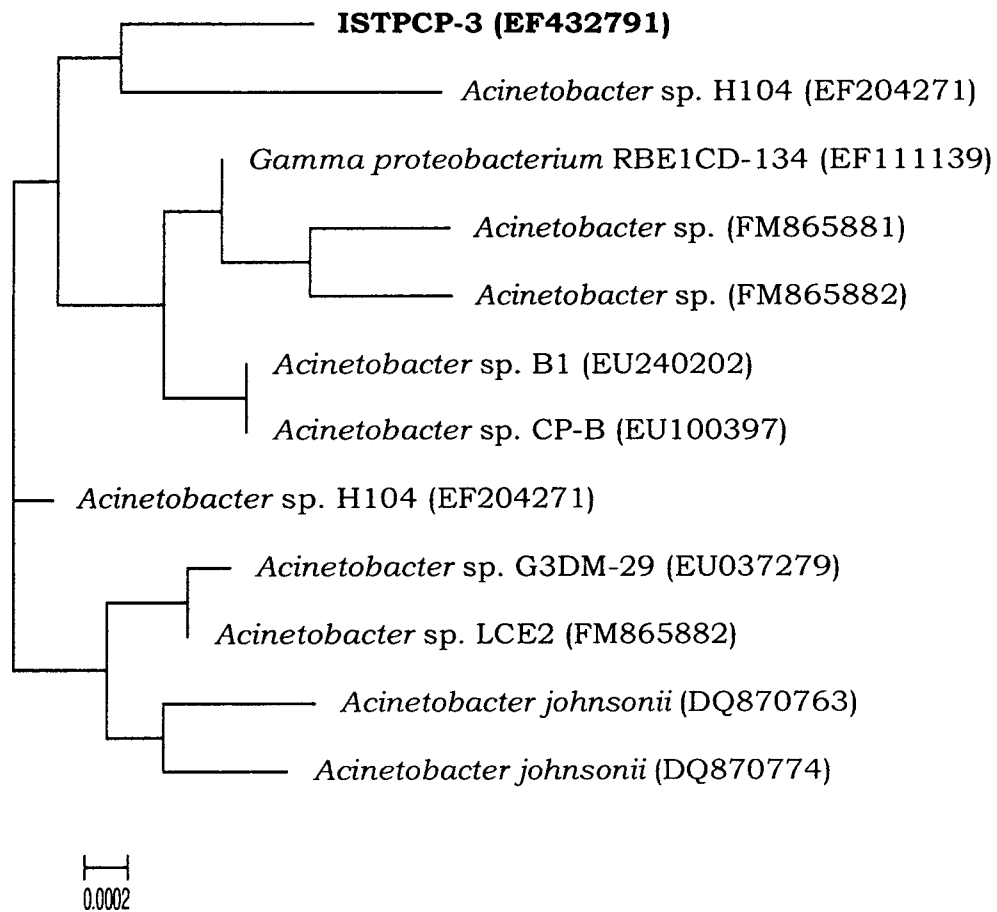 ISTPCP-3 (EF432791)
Acinetobacter sp. H104 (EF204271)
Gamma proteobacterium RBE1CD-134 (EF111139)
Acinetobacter sp. (FM865881)
Acinetobacter sp. (FM865882)
Acinetobacter sp. B1 (EU240202)
Acinetobacter sp. CP-B (EU100397)
Acinetobacter sp. H104 (EF204271)
Acinetobacter sp. G3DM-29 (EU037279)
Acinetobacter sp. LCE2 (FM865882)
Acinetobacter johnsonii (DQ870763)
Acinetobacter johnsonii (DQ870774)
0.0002